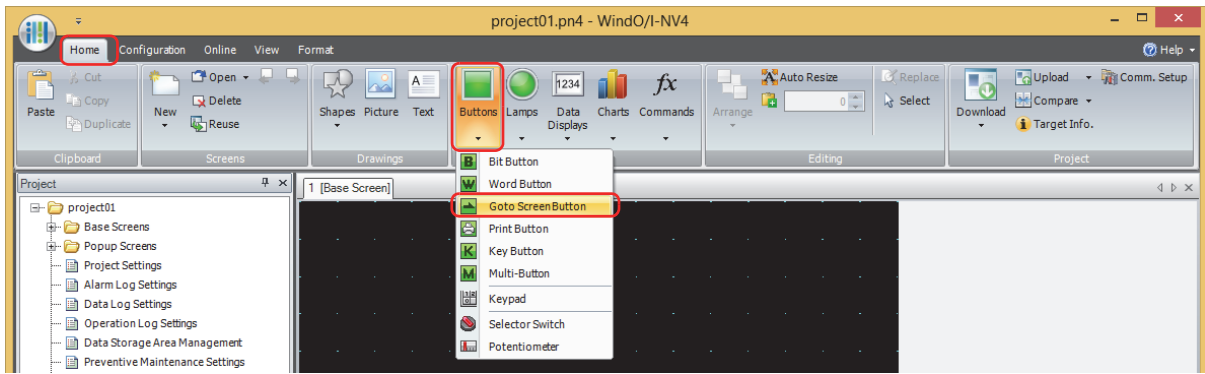 project01.pn4 - WindO/I-NV4
Home Configuration Online View Format Help
Cut Open Auto Resize Replace Upload Comm. Setup
Copy Delete 0 Select Compare
Paste Duplicate New Reuse Shapes Picture Text Buttons Lamps Data Displays Charts Commands Arrange Download Target Info.
Clipboard Screens Drawings Editing Project
Project 1 [Base Screen]
project01
Base Screens
Popup Screens
Project Settings
Alarm Log Settings
Data Log Settings
Operation Log Settings
Data Storage Area Management
Preventive Maintenance Settings
Bit Button
Word Button
Goto Screen Button
Print Button
Key Button
Multi-Button
Keypad
Selector Switch
Potentiometer